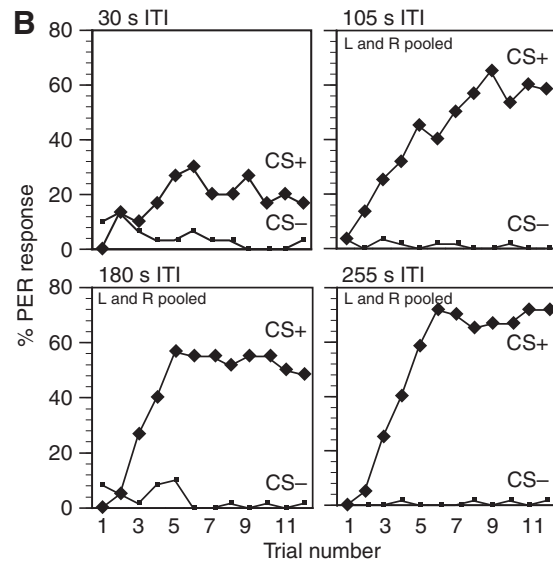 B
30 s ITI
105 s ITI
L and R pooled
80
60
40
20
0
CS+
CS–
CS+
CS–
% PER response
180 s ITI
L and R pooled
255 s ITI
L and R pooled
80
60
40
20
0
CS+
CS–
CS+
CS–
1 3 5 7 9 11
1 3 5 7 9 11
Trial number